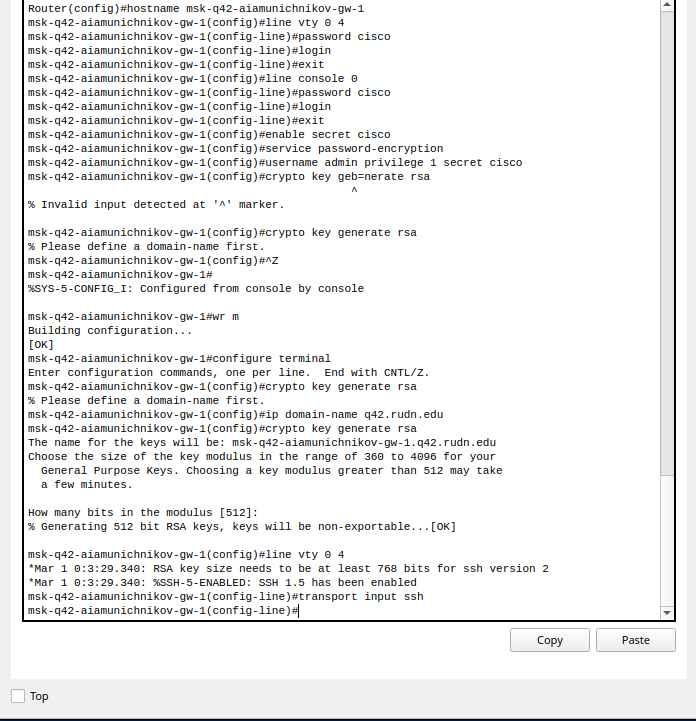 Router(config)#hostname msk-q42-aiamunichnikov-gw-1
msk-q42-aiamunichnikov-gw-1(config)#line vty 0 4
msk-q42-aiamunichnikov-gw-1(config-line)#password cisco
msk-q42-aiamunichnikov-gw-1(config-line)#login
msk-q42-aiamunichnikov-gw-1(config-line)#exit
msk-q42-aiamunichnikov-gw-1(config)#line console 0
msk-q42-aiamunichnikov-gw-1(config-line)#password cisco
msk-q42-aiamunichnikov-gw-1(config-line)#login
msk-q42-aiamunichnikov-gw-1(config-line)#exit
msk-q42-aiamunichnikov-gw-1(config)#enable secret cisco
msk-q42-aiamunichnikov-gw-1(config)#service password-encryption
msk-q42-aiamunichnikov-gw-1(config)#username admin privilege 1 secret cisco
msk-q42-aiamunichnikov-gw-1(config)#crypto key geb=nerate rsa
^
% Invalid input detected at '^' marker.
msk-q42-aiamunichnikov-gw-1(config)#crypto key generate rsa
% Please define a domain-name first.
msk-q42-aiamunichnikov-gw-1(config)#^Z
msk-q42-aiamunichnikov-gw-1#
%SYS-5-CONFIG_I: Configured from console by console
msk-q42-aiamunichnikov-gw-1#wr m
Building configuration...
[OK]
msk-q42-aiamunichnikov-gw-1#configure terminal
Enter configuration commands, one per line.  End with CNTL/Z.
msk-q42-aiamunichnikov-gw-1(config)#crypto key generate rsa
% Please define a domain-name first.
msk-q42-aiamunichnikov-gw-1(config)#ip domain-name q42.rudn.edu
msk-q42-aiamunichnikov-gw-1(config)#crypto key generate rsa
The name for the keys will be: msk-q42-aiamunichnikov-gw-1.q42.rudn.edu
Choose the size of the key modulus in the range of 360 to 4096 for your
General Purpose Keys. Choosing a key modulus greater than 512 may take
a few minutes.
How many bits in the modulus [512]:
% Generating 512 bit RSA keys, keys will be non-exportable...[OK]
msk-q42-aiamunichnikov-gw-1(config)#line vty 0 4
*Mar 1 0:3:29.340: RSA key size needs to be at least 768 bits for ssh version 2
*Mar 1 0:3:29.340: %SSH-5-ENABLED: SSH 1.5 has been enabled
msk-q42-aiamunichnikov-gw-1(config-line)#transport input ssh
msk-q42-aiamunichnikov-gw-1(config-line)#
Copy Paste
Top